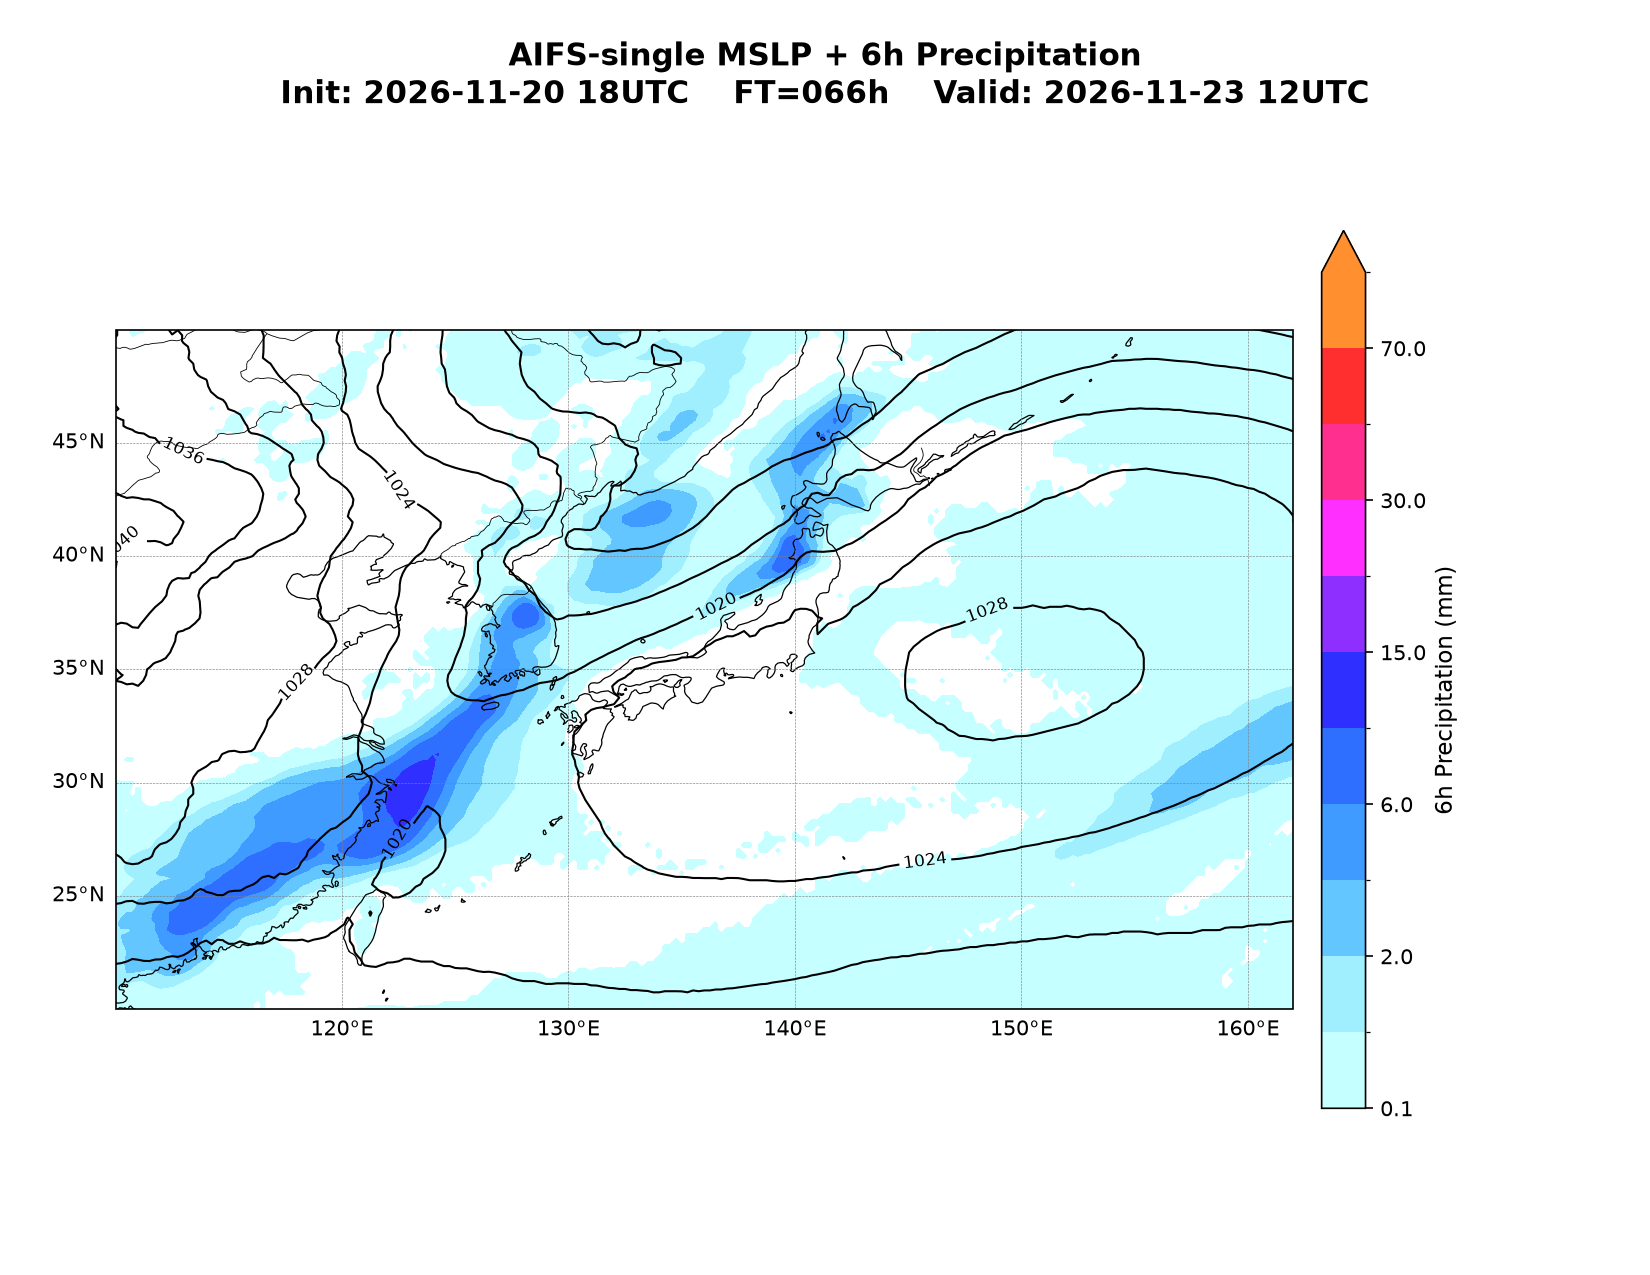 AIFS-single MSLP + 6h Precipitation
Init: 2026-11-20 18UTC    FT=066h    Valid: 2026-11-23 12UTC
70.0
30.0
15.0
6.0
2.0
0.1
6h Precipitation (mm)
45°N
40°N
35°N
30°N
25°N
120°E
130°E
140°E
150°E
160°E
1036
1024
040
1020
1028
1028
1020
1024